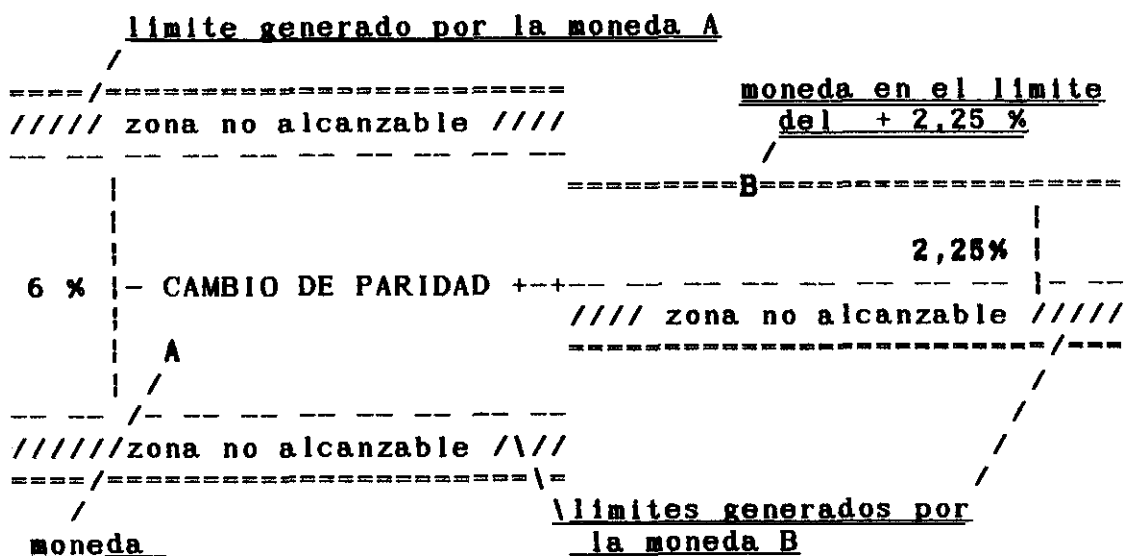 límite generado por la moneda A
zona no alcanzable
moneda en el límite
del + 2,25 %
B
2,25%
6 % - CAMBIO DE PARIDAD +
zona no alcanzable
A
zona no alcanzable
límites generados por
la moneda B
moneda